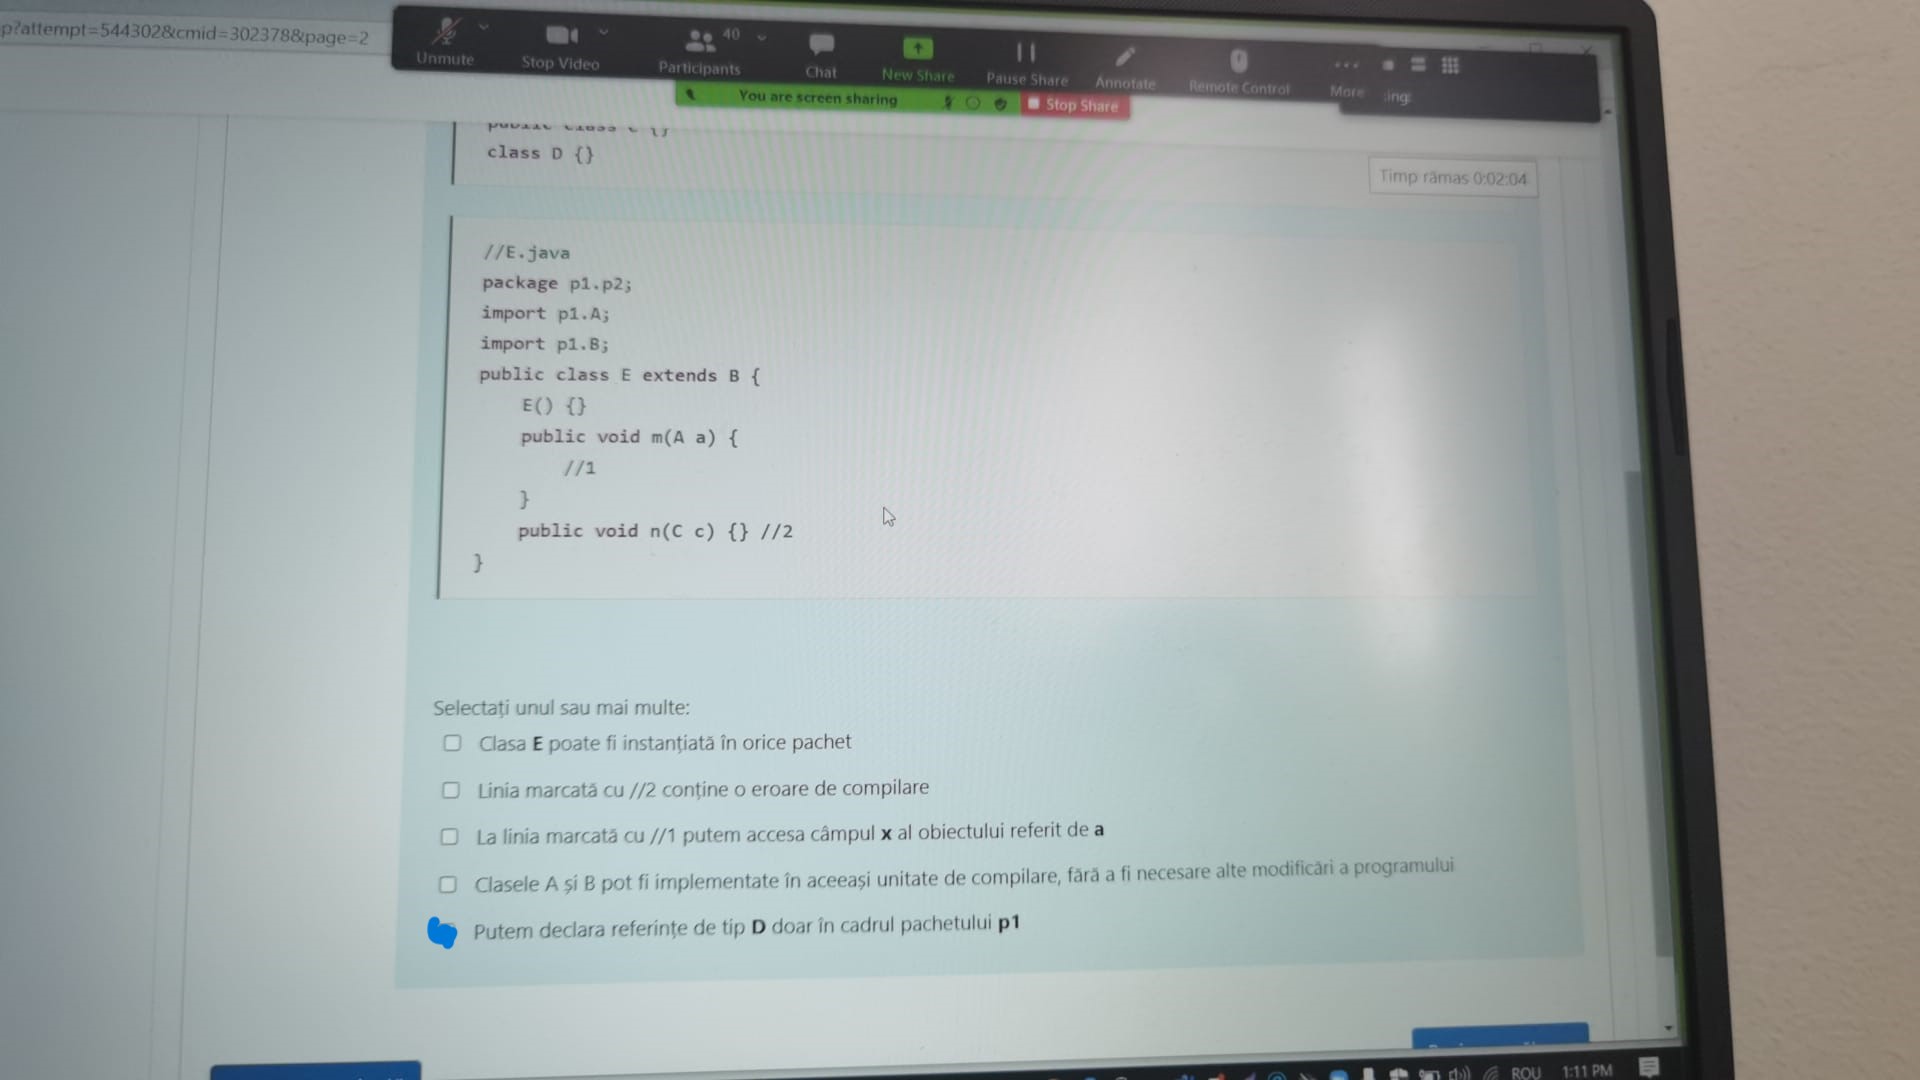 p?attempt=544302&cmid=302378&page=2
Unmute
Stop Video
40
Participants
Chat
New Share
Pause Share
Annotate
Remote Control
More
ing:
You are screen sharing
Stop Share
public class C {}
class D {}
Timp rămas 0:02:04
//E.java
package p1.p2;
import p1.A;
import p1.B;
public class E extends B {
E() {}
public void m(A a) {
//1
}
public void n(C c) {} //2
}
Selectați unul sau mai multe:
Clasa E poate fi instanțiată în orice pachet
Linia marcată cu //2 conține o eroare de compilare
La linia marcată cu //1 putem accesa câmpul x al obiectului referit de a
Clasele A și B pot fi implementate în aceeași unitate de compilare, fără a fi necesare alte modificări a programului
Putem declara referințe de tip D doar în cadrul pachetului p1
ROU
1:11 PM